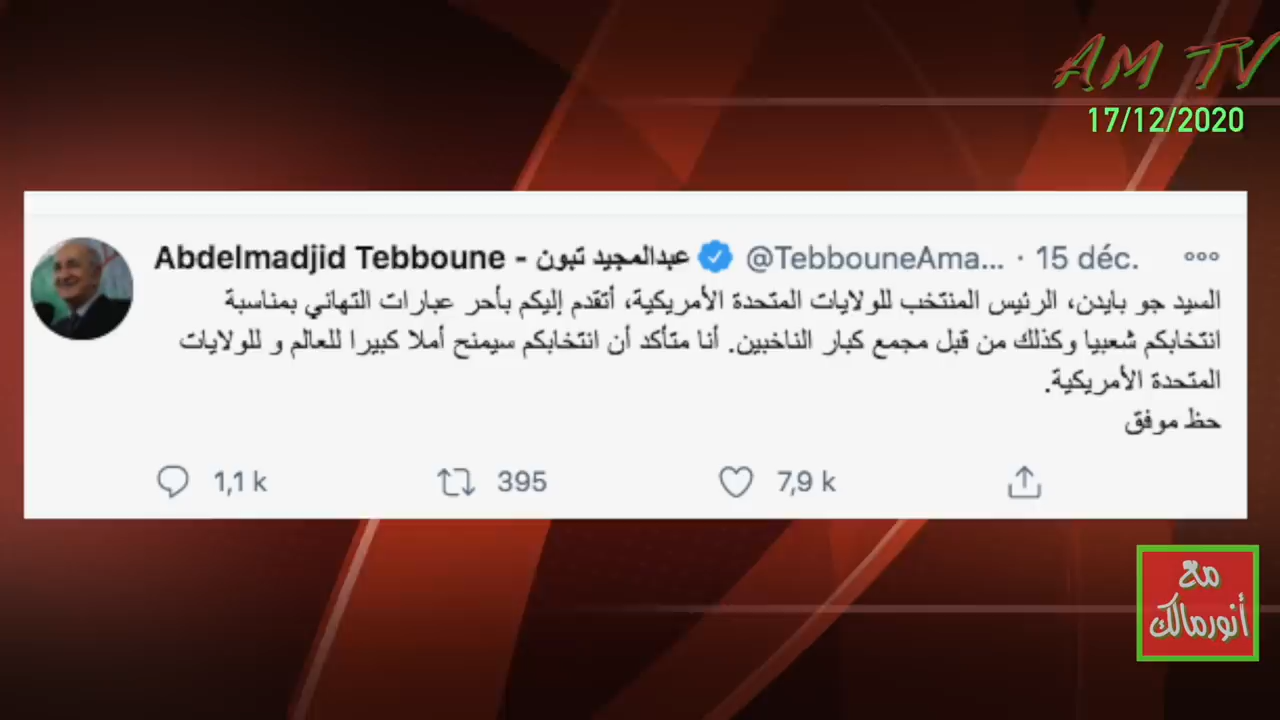 AM TV
17/12/2020
Abdelmadjid Tebboune - عبدالمجيد تبون @TebbouneAma... · 15 déc.
السيد جو بايدن، الرئيس المنتخب للولايات المتحدة الأمريكية، أتقدم إليكم بأحر عبارات التهاني بمناسبة
انتخابكم شعبيا وكذلك من قبل مجمع كبار الناخبين. أنا متأكد أن انتخابكم سيمنح أملا كبيرا للعالم و للولايات
المتحدة الأمريكية.
حظ موفق
1,1 k 395 7,9 k
مع
أنورمالك